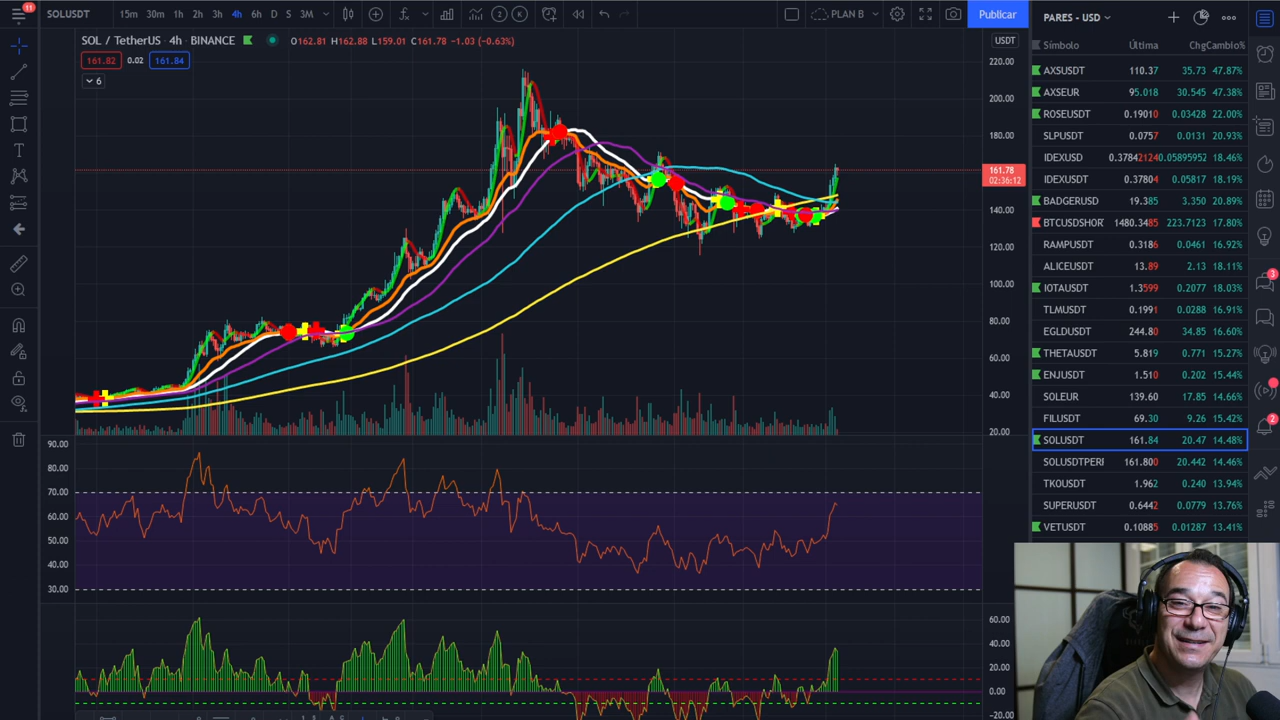 11
SOLUSDT 15m 30m 1h 2h 3h 4h 6h D S 3M 2 K PLAN B Publicar PARES - USD
SOL / TetherUS · 4h · BINANCE O162.81 H162.88 L159.01 C161.78 −1.03 (−0.63%) USDT
161.82 0.02 161.84
6
220.00
200.00
180.00
161.78
02:36:12
140.00
120.00
100.00
80.00
60.00
40.00
20.00
90.00
80.00
70.00
60.00
50.00
40.00
30.00
60.00
40.00
20.00
0.00
−20.00
Símbolo Última ChgCambio%
AXSUSDT 110.37 35.73 47.87%
AXSEUR 95.018 30.545 47.38%
ROSEUSDT 0.19010 0.03428 22.00%
SLPUSDT 0.0757 0.0131 20.93%
IDEXUSD 0.37842124 0.05895952 18.46%
IDEXUSD 0.37804 0.05817 18.19%
BADGERUSD 19.385 3.350 20.89%
BTCUSDSHOR 1480.3485 223.7123 17.80%
RAMPUSDT 0.3186 0.0461 16.92%
ALICEUSDT 13.89 2.13 18.11%
IOTAUSDT 1.3599 0.2077 18.03%
TLMUSDT 0.1991 0.0288 16.91%
EGLDUSDT 244.80 34.85 16.60%
THETAUSDT 5.819 0.771 15.27%
ENJUSDT 1.510 0.202 15.44%
SOLEUR 139.60 17.85 14.66%
FILUSDT 69.30 9.26 15.42%
SOLUSDT 161.84 20.47 14.48%
SOLUSDTPERI 161.800 20.442 14.46%
TKOUSDT 1.962 0.240 13.94%
SUPERUSDT 0.6442 0.0779 13.76%
VETUSDT 0.10885 0.01287 13.41%
3
2